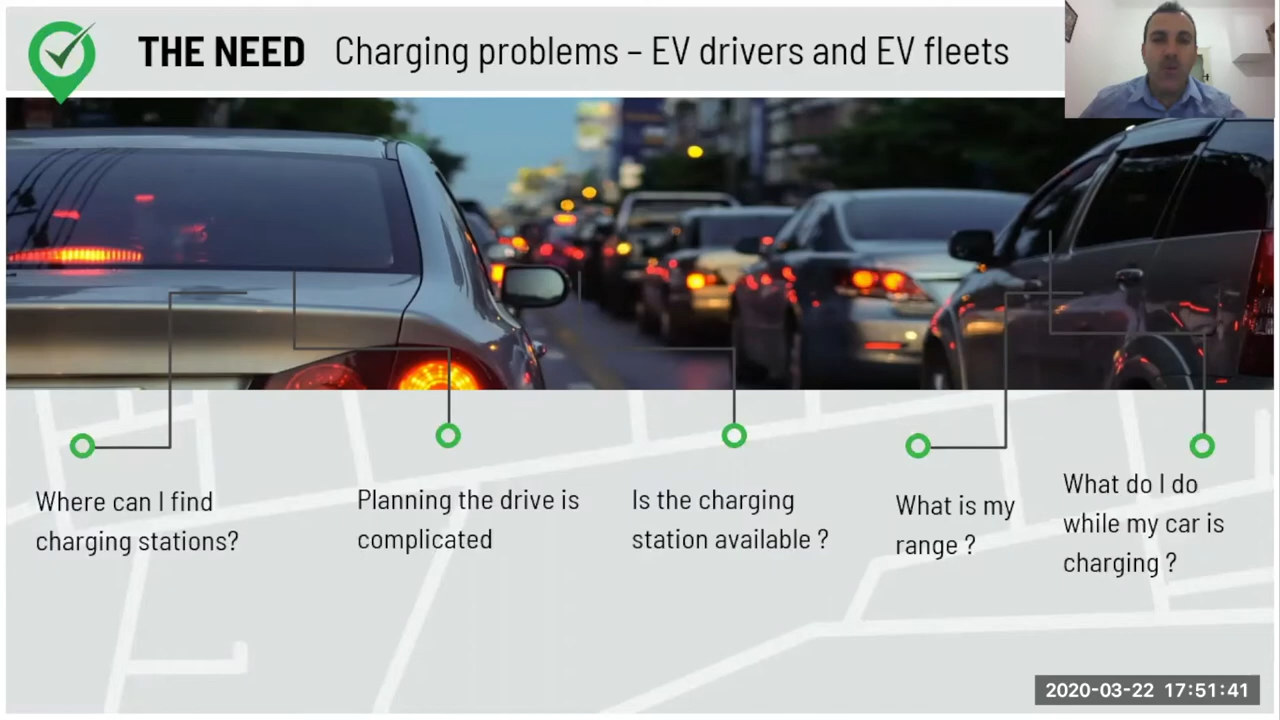 THE NEED Charging problems – EV drivers and EV fleets
Where can I find
charging stations?
Planning the drive is
complicated
Is the charging
station available ?
What is my
range ?
What do I do
while my car is
charging ?
2020-03-22 17:51:41